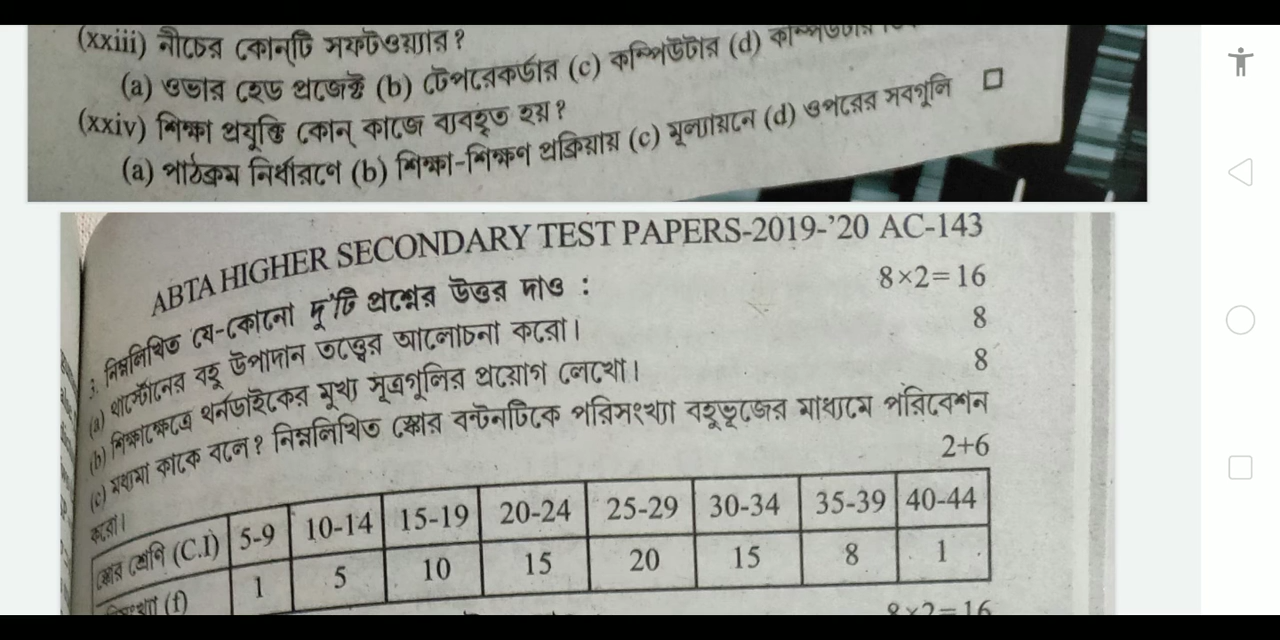 (xxiii) নীচের কোন্‌টি সফটওয়্যার?
(a) ওভার হেড প্রজেক্ট (b) টেপরেকর্ডার (c) কম্পিউটার (d)
(xxiv) শিক্ষা প্রযুক্তি কোন্ কাজে ব্যবহৃত হয়?
(a) পাঠক্রম নির্ধারণে (b) শিক্ষা-শিক্ষণ প্রক্রিয়ায় (c) মূল্যায়নে (d) ওপরের সবগুলি □
ABTA HIGHER SECONDARY TEST PAPERS-2019-'20 AC-143
3. নিম্নলিখিত যে-কোনো দু'টি প্রশ্নের উত্তর দাও : 8×2=16
(a) থার্স্টোনের বহু উপাদান তত্ত্বের আলোচনা করো। 8
(b) শিক্ষাক্ষেত্রে থর্নডাইকের মুখ্য সূত্রগুলির প্রয়োগ লেখো। 8
(c) মধ্যমা কাকে বলে? নিম্নলিখিত স্কোর বন্টনটিকে পরিসংখ্যা বহুভূজের মাধ্যমে পরিবেশন
করো। 2+6
স্কোর শ্রেণি (C.I) 5-9 10-14 15-19 20-24 25-29 30-34 35-39 40-44
(f) 1 5 10 15 20 15 8 1
8×2=16